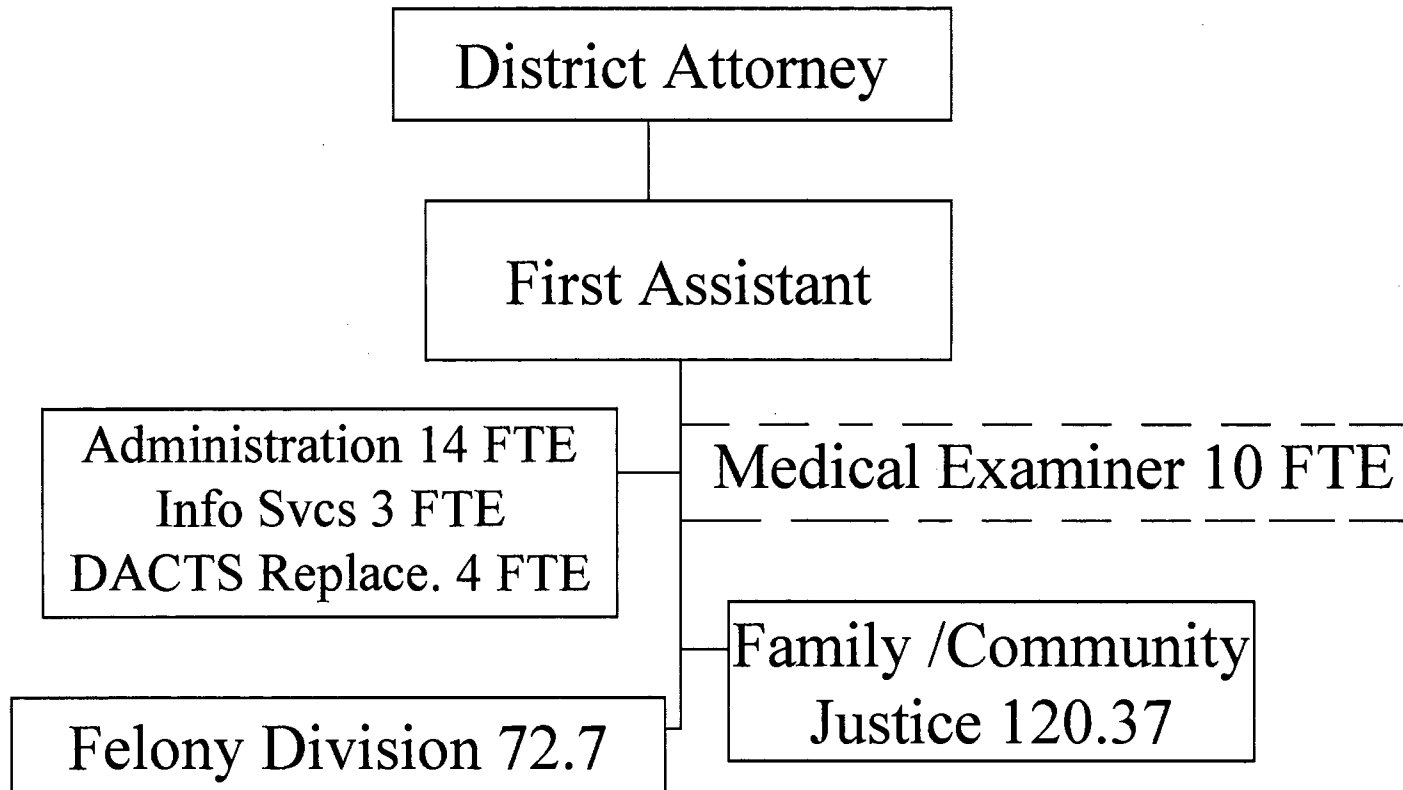 District Attorney
First Assistant
Administration 14 FTE
Info Svcs 3 FTE
DACTS Replace. 4 FTE
Medical Examiner 10 FTE
Family /Community
Justice 120.37
Felony Division 72.7